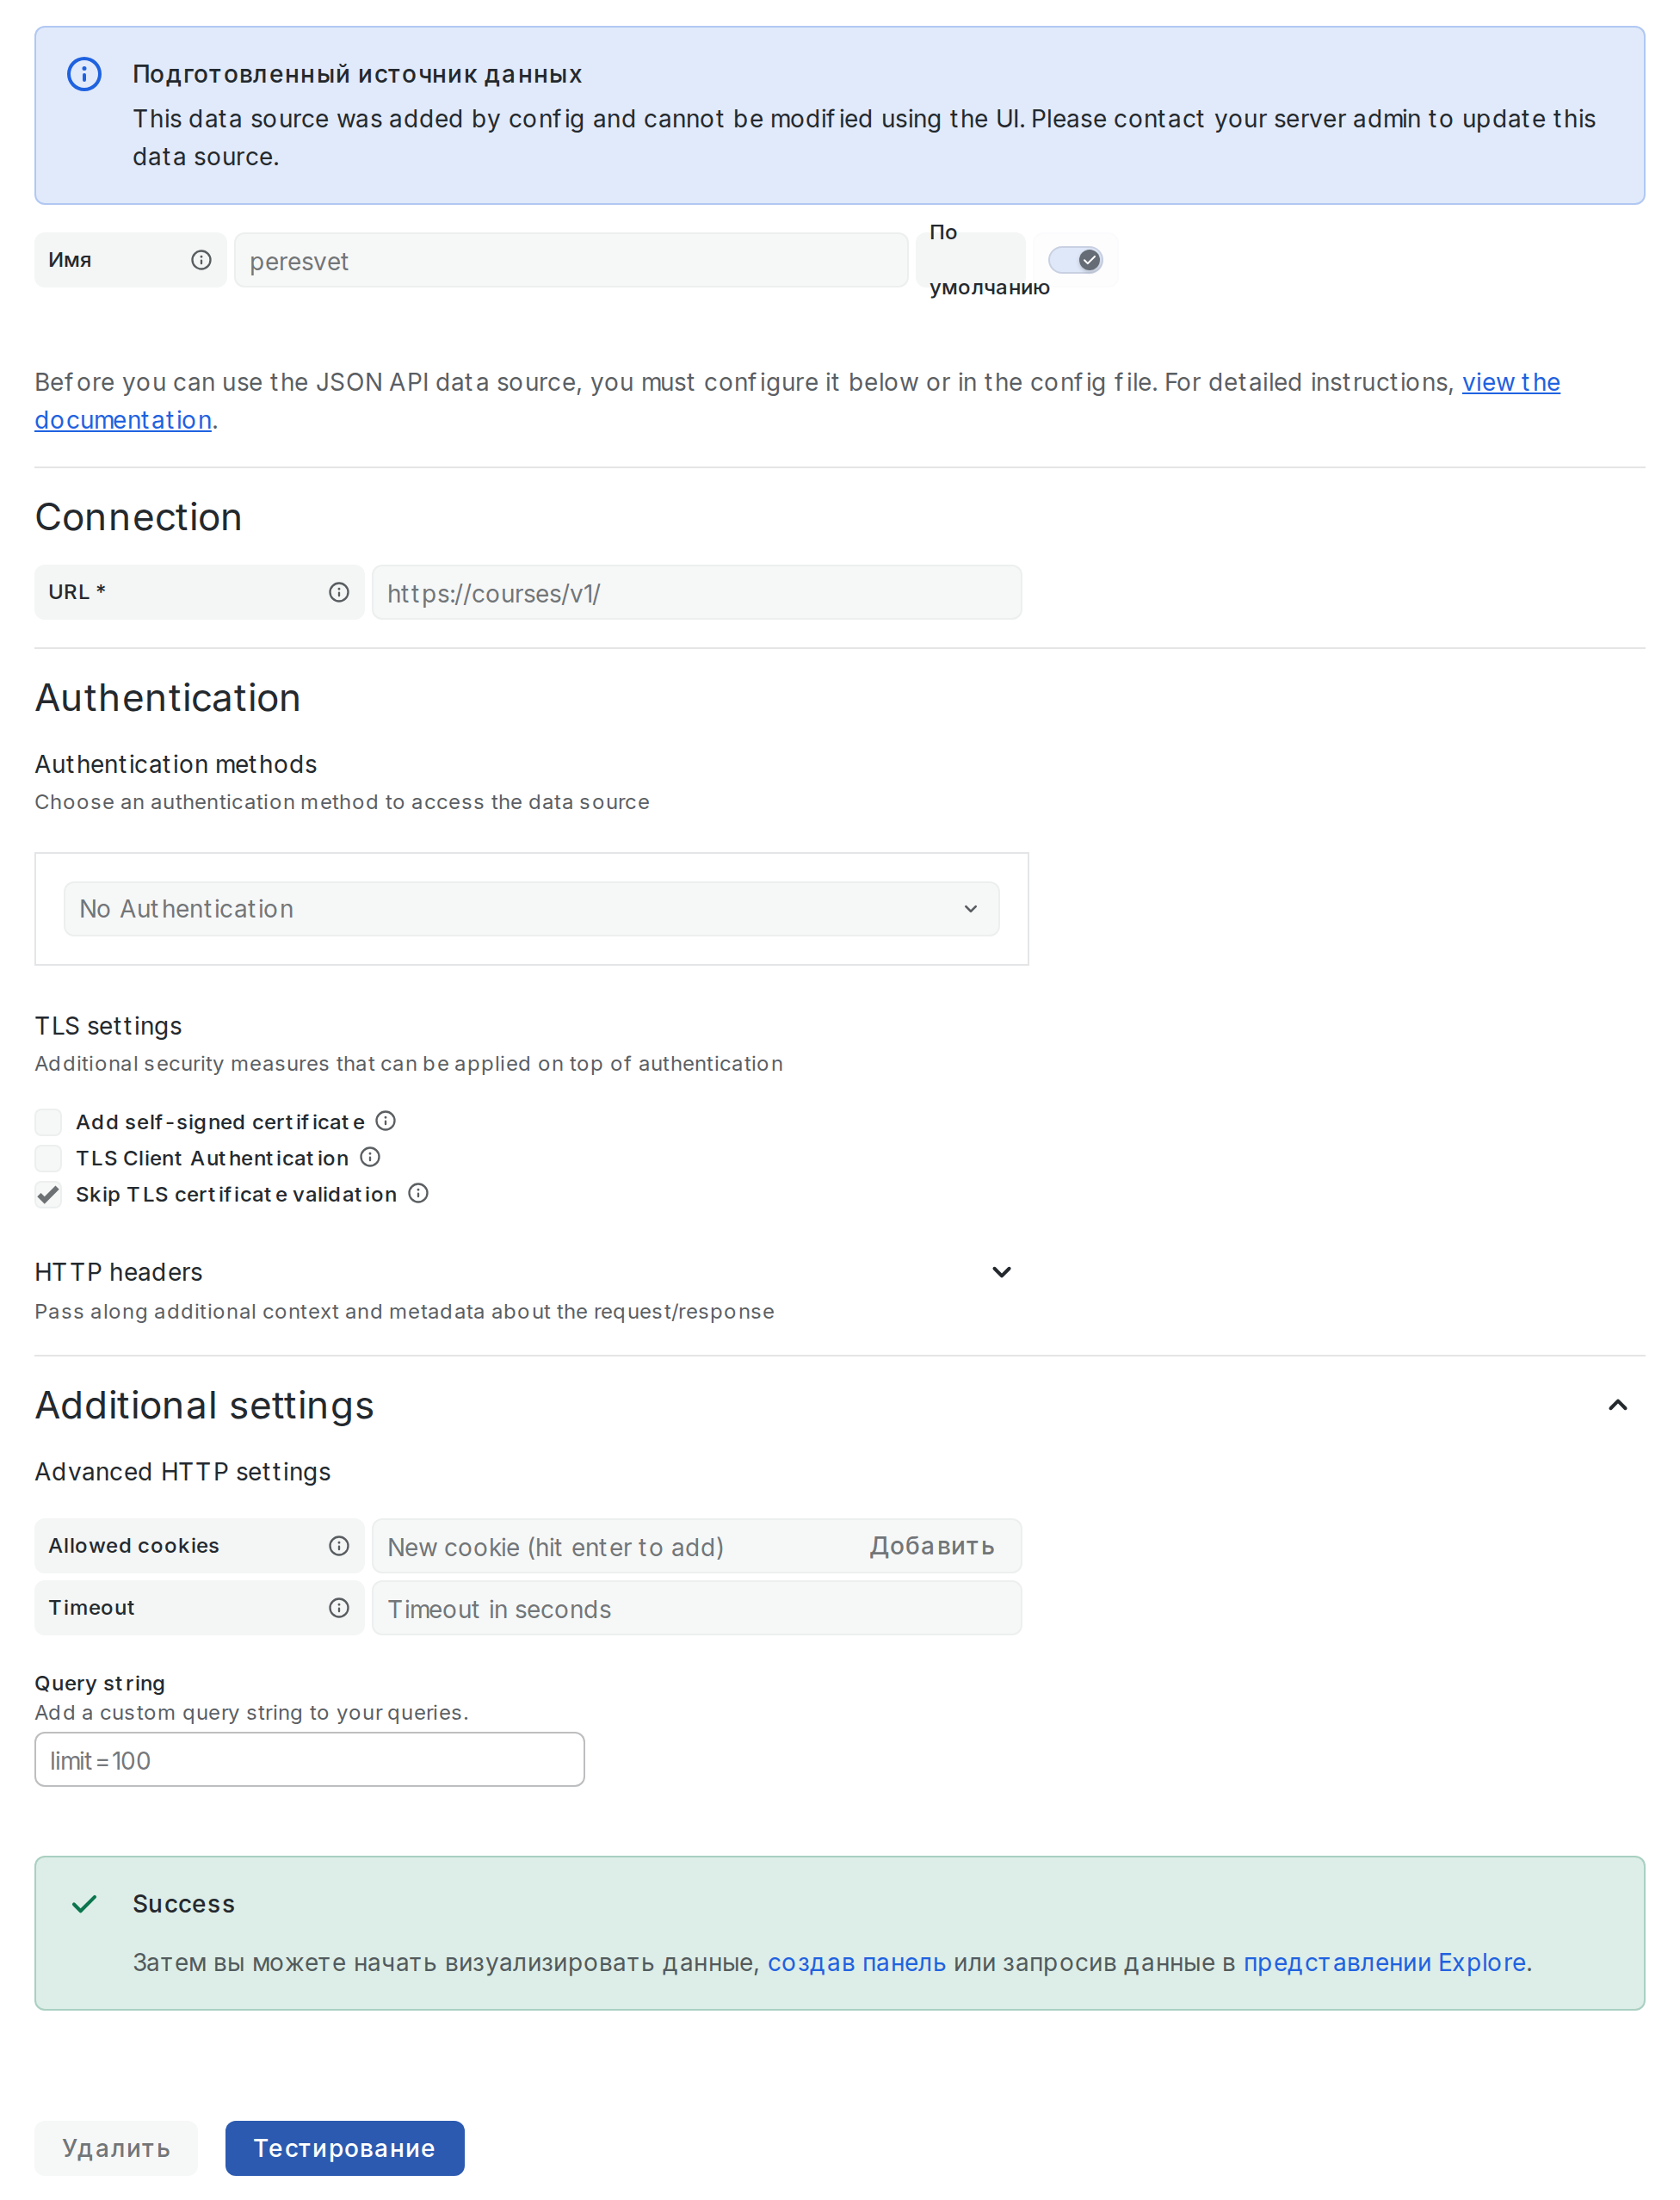 Подготовленный источник данных
This data source was added by config and cannot be modified using the UI. Please contact your server admin to update this
data source.
Имя
peresvet
По
умолчанию
Before you can use the JSON API data source, you must configure it below or in the config file. For detailed instructions, view the
documentation.
Connection
URL *
https://courses/v1/
Authentication
Authentication methods
Choose an authentication method to access the data source
No Authentication
TLS settings
Additional security measures that can be applied on top of authentication
Add self-signed certificate
TLS Client Authentication
Skip TLS certificate validation
HTTP headers
Pass along additional context and metadata about the request/response
Additional settings
Advanced HTTP settings
Allowed cookies
New cookie (hit enter to add)
Добавить
Timeout
Timeout in seconds
Query string
Add a custom query string to your queries.
limit=100
Success
Затем вы можете начать визуализировать данные, создав панель или запросив данные в представлении Explore.
Удалить
Тестирование